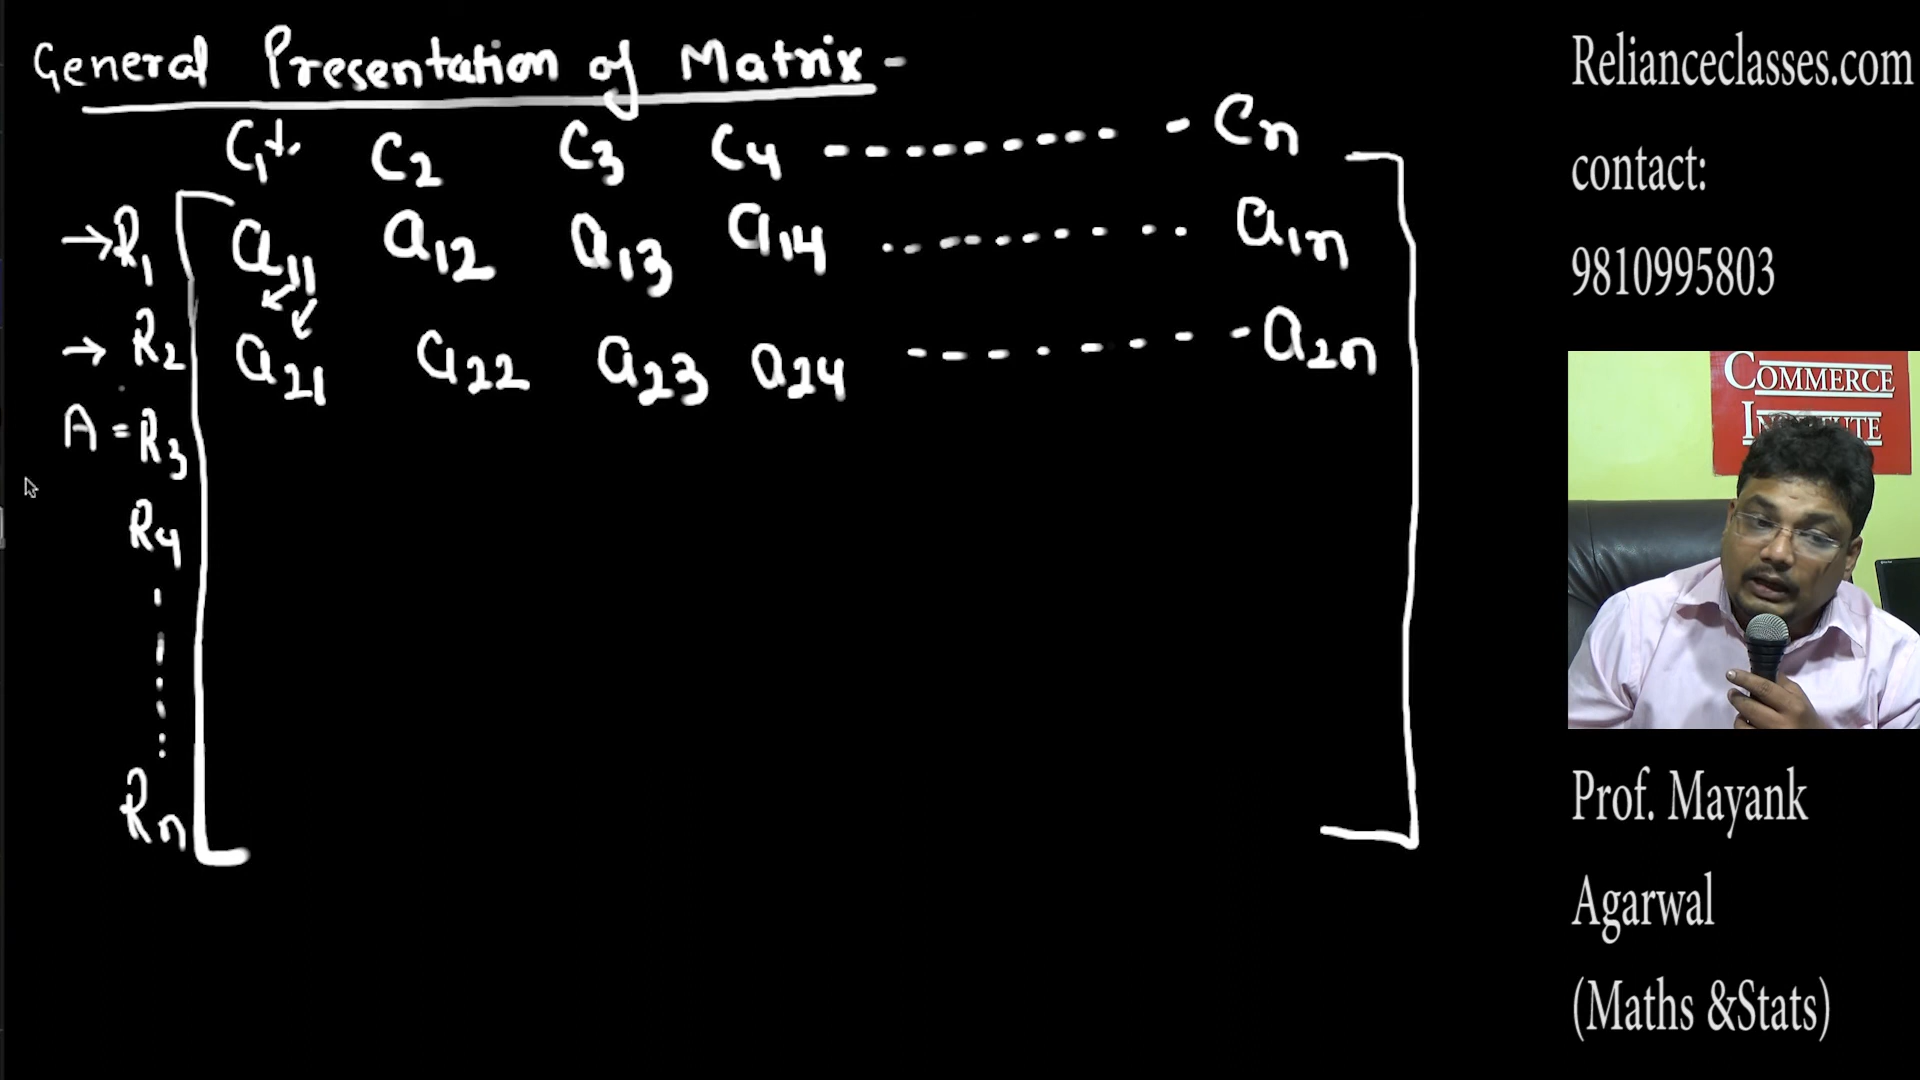 General Presentation of Matrix -
C1 C2 C3 C4 - - - - - - - - - - Cn
→ R1 a11 a12 a13 a14 . . . . . . . . . . a1n
→ R2 a21 a22 a23 a24 - - - - - - - - a2n
A = R3
R4
Rn
Relianceclasses.com
contact:
9810995803
COMMERCE
Prof. Mayank
Agarwal
(Maths &Stats)